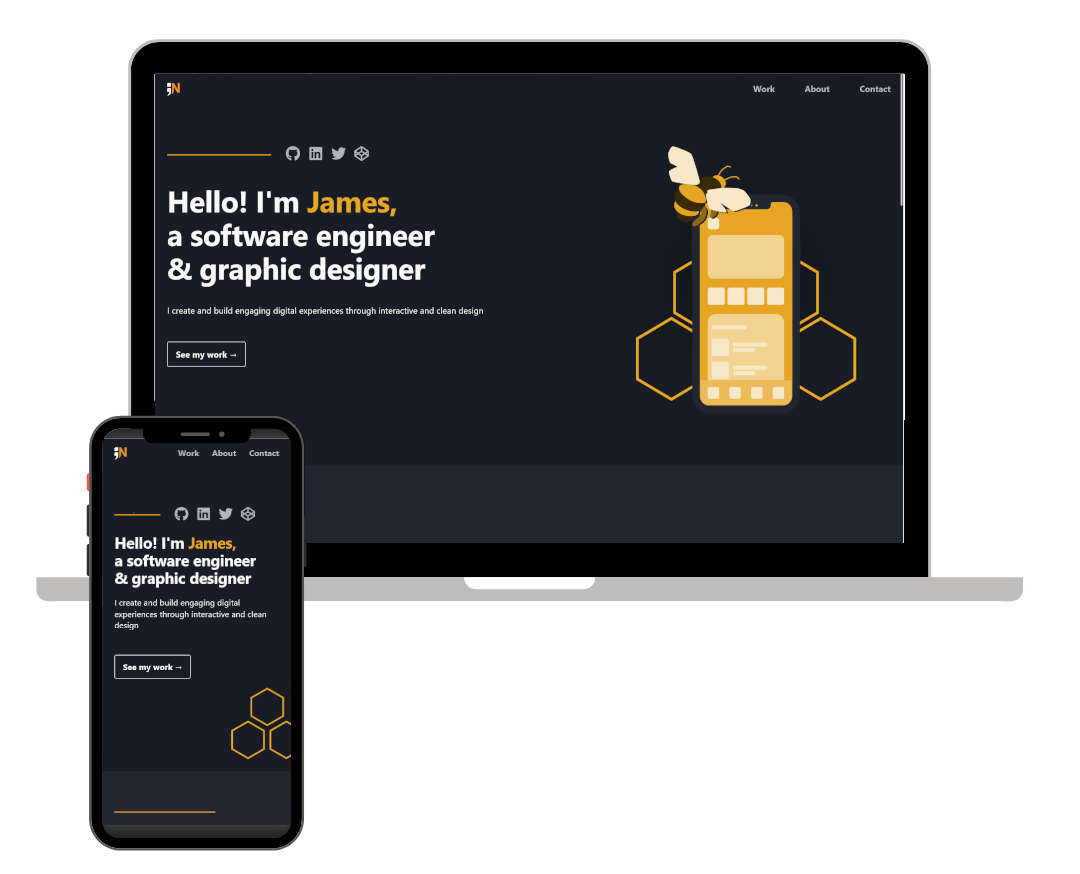 ;N
Work About Contact
Hello! I'm James,
a software engineer
& graphic designer
I create and build engaging digital experiences through interactive and clean design
See my work →
;N
Work About Contact
Hello! I'm James,
a software engineer
& graphic designer
I create and build engaging digital
experiences through interactive and clean
design
See my work →